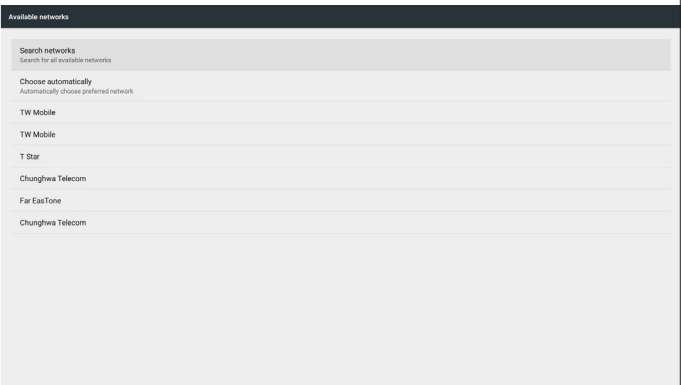 Available networks
Search networks
Search for all available networks
Choose automatically
Automatically choose preferred network
TW Mobile
TW Mobile
T Star
Chunghwa Telecom
Far EasTone
Chunghwa Telecom